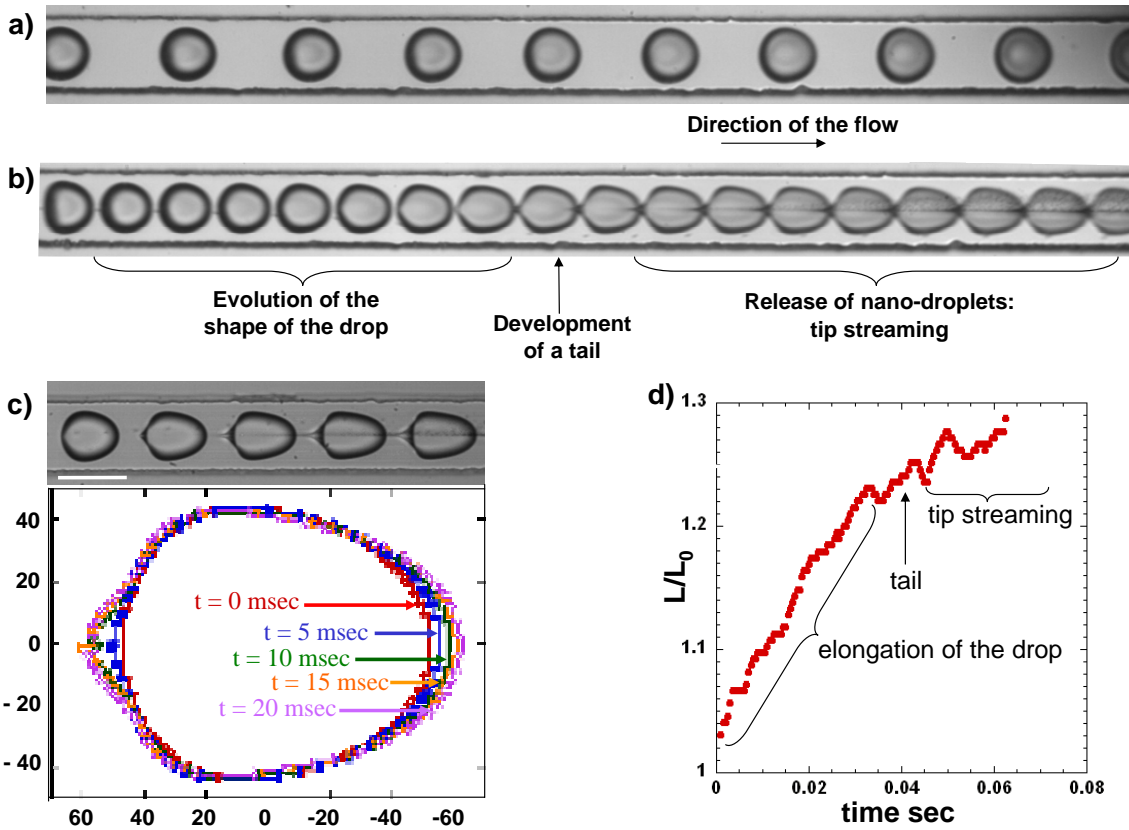 a)
Direction of the flow
b)
Evolution of the
shape of the drop
Development
of a tail
Release of nano-droplets:
tip streaming
c)
40
20
0
- 20
- 40
60
40
20
0
-20
-40
-60
t = 0 msec
t = 5 msec
t = 10 msec
t = 15 msec
t = 20 msec
d)
1.3
1.2
1.1
1
L/L0
0
0.02
0.04
0.06
0.08
time sec
tip streaming
tail
elongation of the drop